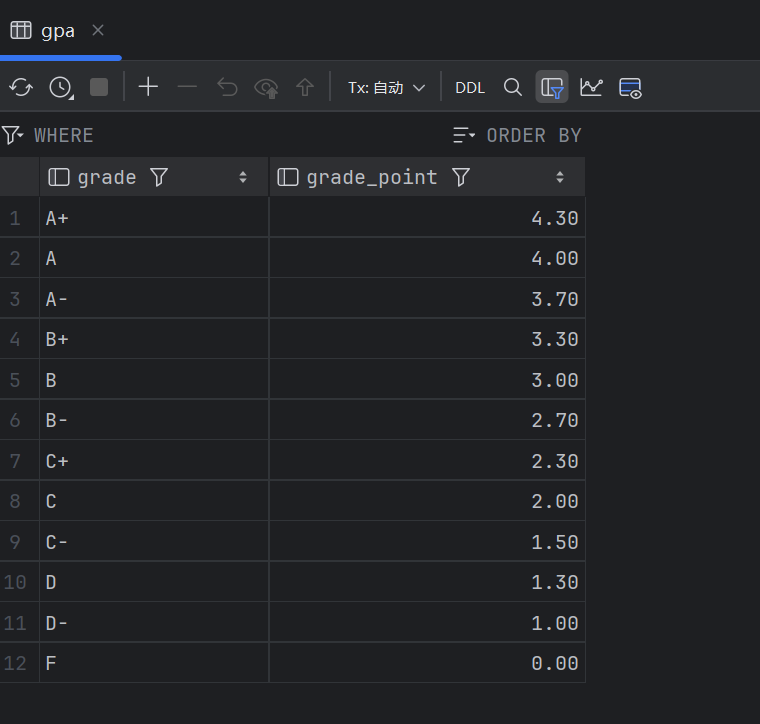 gpa
Tx: 自动 DDL
WHERE ORDER BY
grade grade_point
1 A+ 4.30
2 A 4.00
3 A- 3.70
4 B+ 3.30
5 B 3.00
6 B- 2.70
7 C+ 2.30
8 C 2.00
9 C- 1.50
10 D 1.30
11 D- 1.00
12 F 0.00